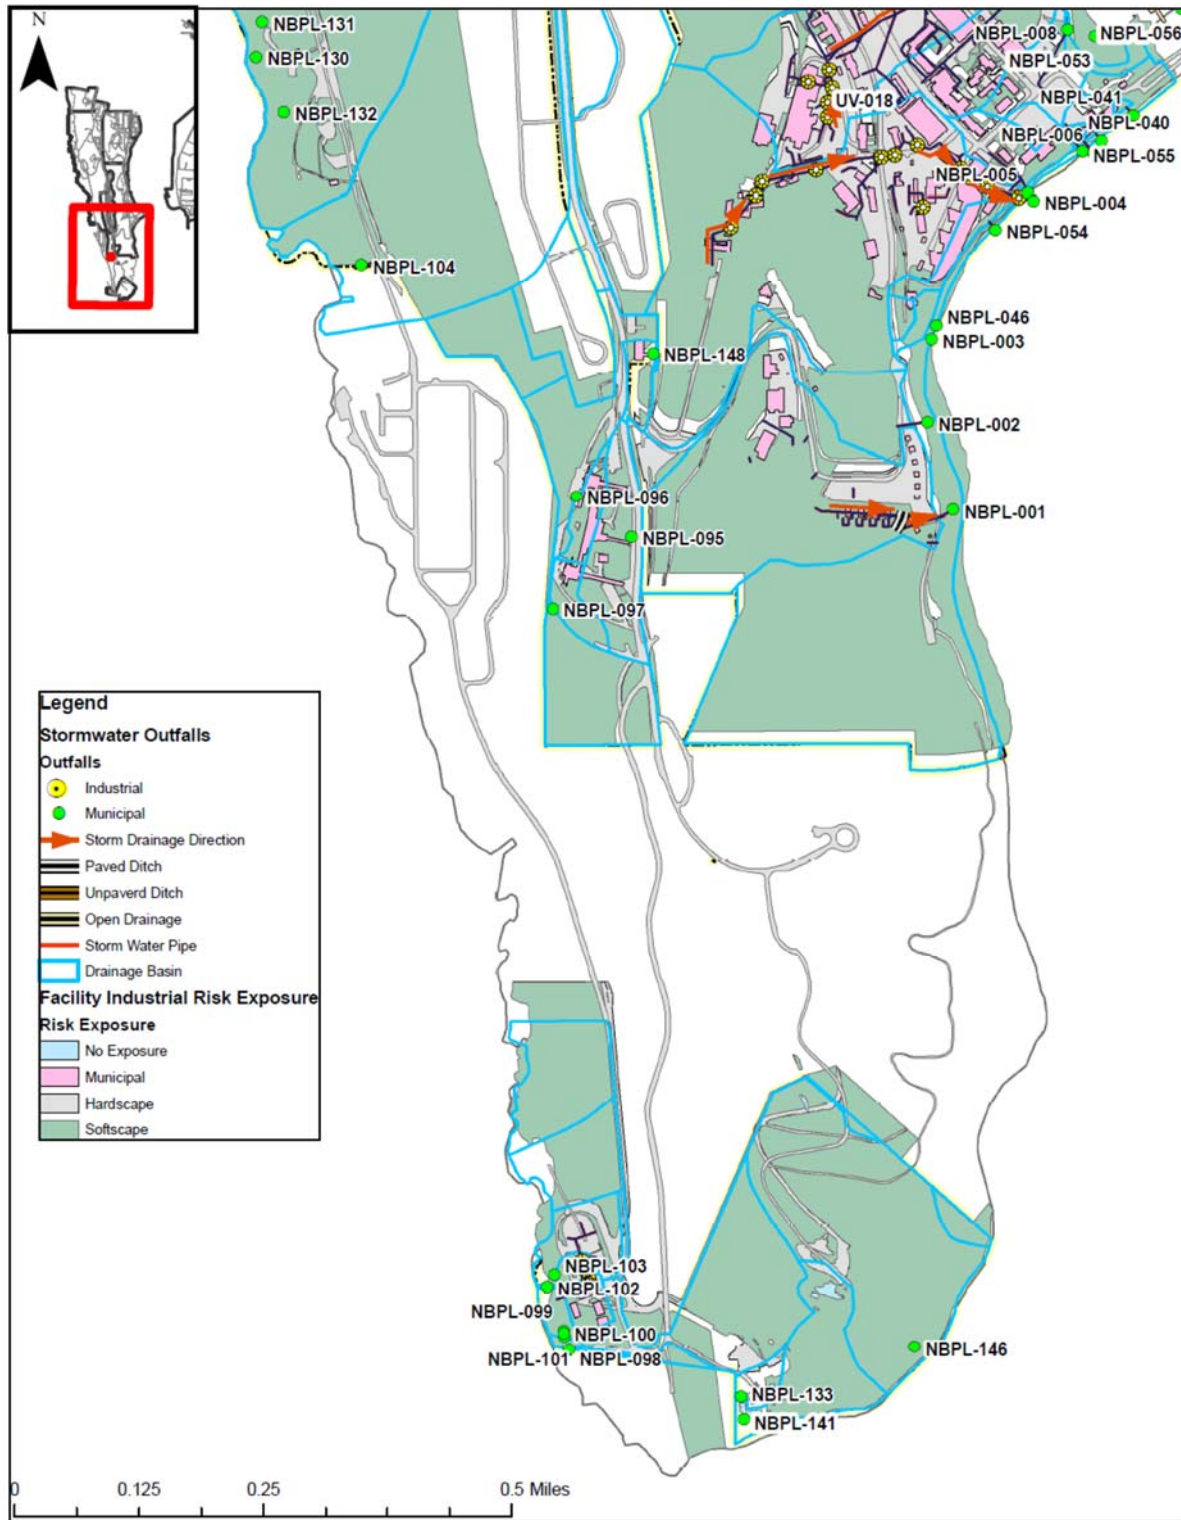 N
NBPL-131
NBPL-130
NBPL-132
NBPL-104
NBPL-008
NBPL-056
NBPL-053
UV-018
NBPL-041
NBPL-040
NBPL-006
NBPL-055
NBPL-005
NBPL-004
NBPL-054
NBPL-046
NBPL-003
NBPL-148
NBPL-002
NBPL-096
NBPL-001
NBPL-095
NBPL-097
Legend
Stormwater Outfalls
Outfalls
Industrial
Municipal
Storm Drainage Direction
Paved Ditch
Unpaverd Ditch
Open Drainage
Storm Water Pipe
Drainage Basin
Facility Industrial Risk Exposure
Risk Exposure
No Exposure
Municipal
Hardscape
Softscape
NBPL-103
NBPL-102
NBPL-099
NBPL-100
NBPL-101
NBPL-098
NBPL-146
NBPL-133
NBPL-141
0 0.125 0.25 0.5 Miles